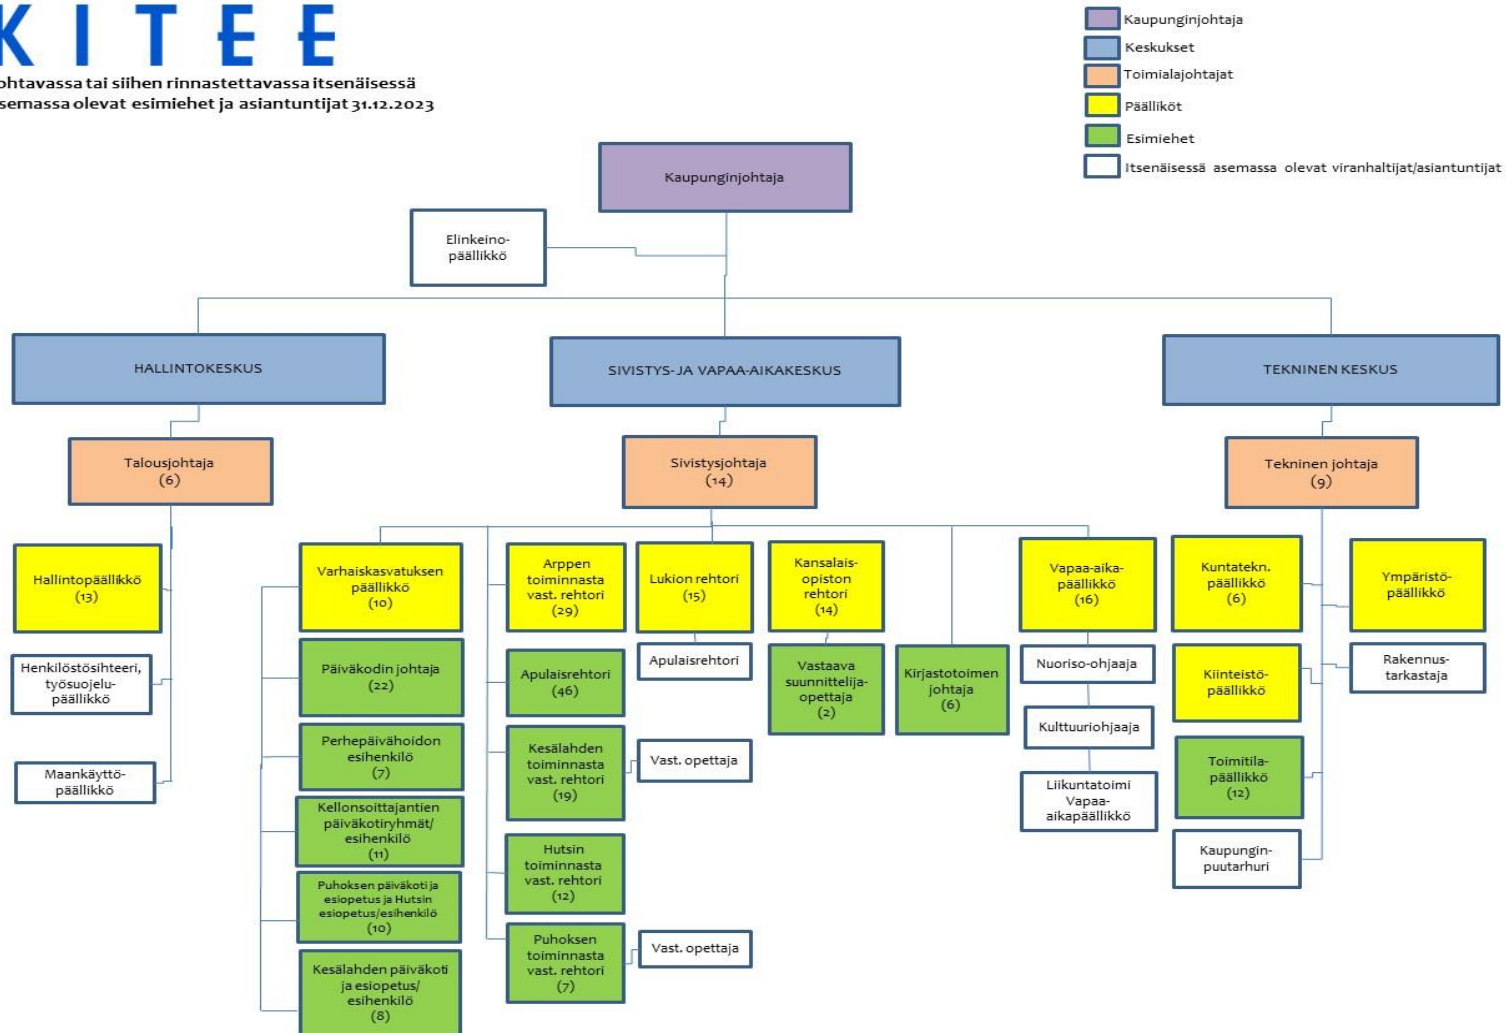 KITEE
ohtavassa tai siihen rinnastettavassa itsenäisessä
semassa olevat esimiehet ja asiantuntijat 31.12.2023
Kaupunginjohtaja
Keskukset
Toimialajohtajat
Päälliköt
Esimiehet
Itsenäisessä asemassa olevat viranhaltijat/asiantuntijat
Kaupunginjohtaja
Elinkeino-
päällikkö
HALLINTOKESKUS
SIVISTYS- JA VAPAA-AIKAKESKUS
TEKNINEN KESKUS
Talousjohtaja
(6)
Sivistysjohtaja
(14)
Tekninen johtaja
(9)
Hallintopäällikkö
(13)
Henkilöstösihteeri,
työsuojelu-
päällikkö
Maankäyttö-
päällikkö
Varhaiskasvatuksen
päällikkö
(10)
Päiväkodin johtaja
(22)
Perhepäivähoidon
esihenkilö
(7)
Kellonsoittajantien
päiväkotiryhmät/
esihenkilö
(11)
Puhoksen päiväkoti ja
esiopetus ja Hutsin
esiopetus/esihenkilö
(10)
Kesälahden päiväkoti
ja esiopetus/
esihenkilö
(8)
Arppen
toiminnasta
vast. rehtori
(29)
Apulaisrehtori
(46)
Kesälahden
toiminnasta
vast. rehtori
(19)
Vast. opettaja
Hutsin
toiminnasta
vast. rehtori
(12)
Puhoksen
toiminnasta
vast. rehtori
(7)
Vast. opettaja
Lukion rehtori
(15)
Apulaisrehtori
Kansalais-
opiston
rehtori
(14)
Vastaava
suunnittelija-
opettaja
(2)
Kirjastotoimen
johtaja
(6)
Vapaa-aika-
päällikkö
(16)
Nuoriso-ohjaaja
Kulttuuriohjaaja
Liikuntatoimi
Vapaa-
aikapäällikkö
Kuntatekn.
päällikkö
(6)
Ympäristö-
päällikkö
Kiinteistö-
päällikkö
Rakennus-
tarkastaja
Toimitila-
päällikkö
(12)
Kaupungin-
puutarhuri